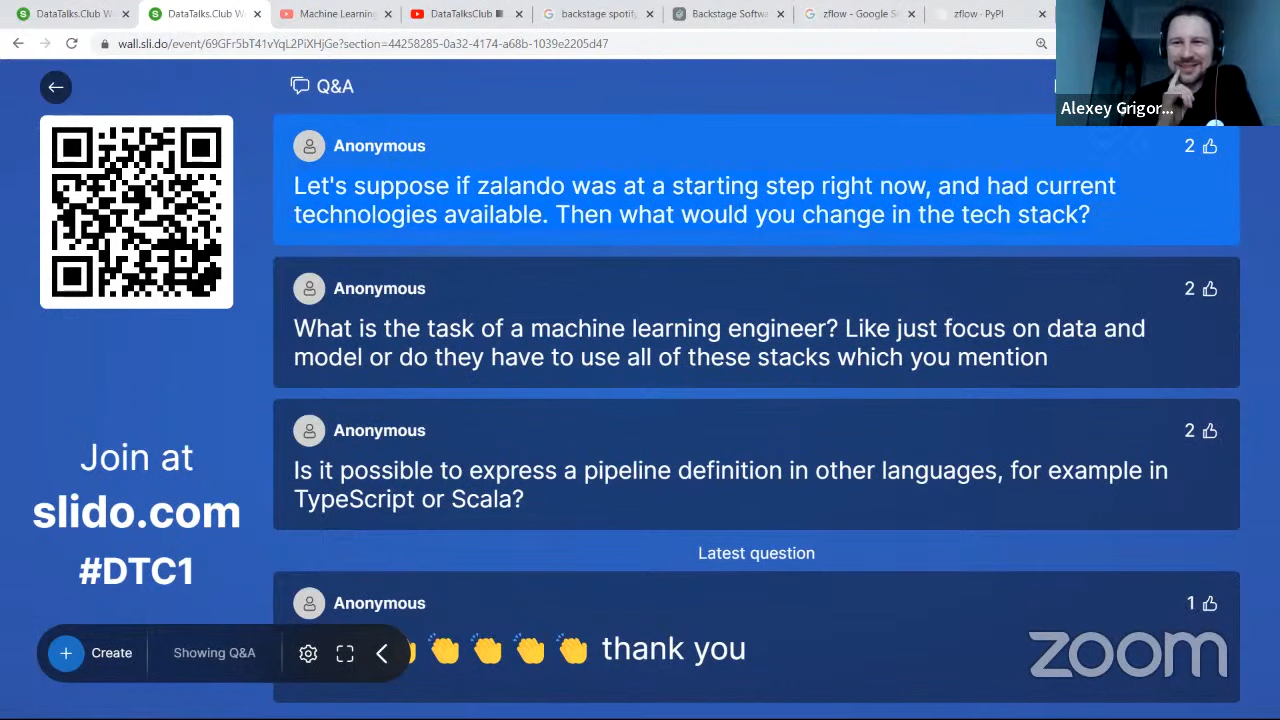 DataTalks.Club W
DataTalks.Club W
Machine Learning
DataTalksClub
backstage spotif
Backstage Softwa
zflow - Google S
zflow · PyPI
wall.sli.do/event/69GFr5bT41vYqL2PiXHjGe?section=44258285-0a32-4174-a68b-1039e2205d47
Alexey Grigor...
Q&A
Anonymous
2
Let's suppose if zalando was at a starting step right now, and had current
technologies available. Then what would you change in the tech stack?
Anonymous
2
What is the task of a machine learning engineer? Like just focus on data and
model or do they have to use all of these stacks which you mention
Anonymous
2
Is it possible to express a pipeline definition in other languages, for example in
TypeScript or Scala?
Join at
slido.com
#DTC1
Latest question
Anonymous
1
👏 👏 👏 👏 thank you
Create
Showing Q&A
zoom